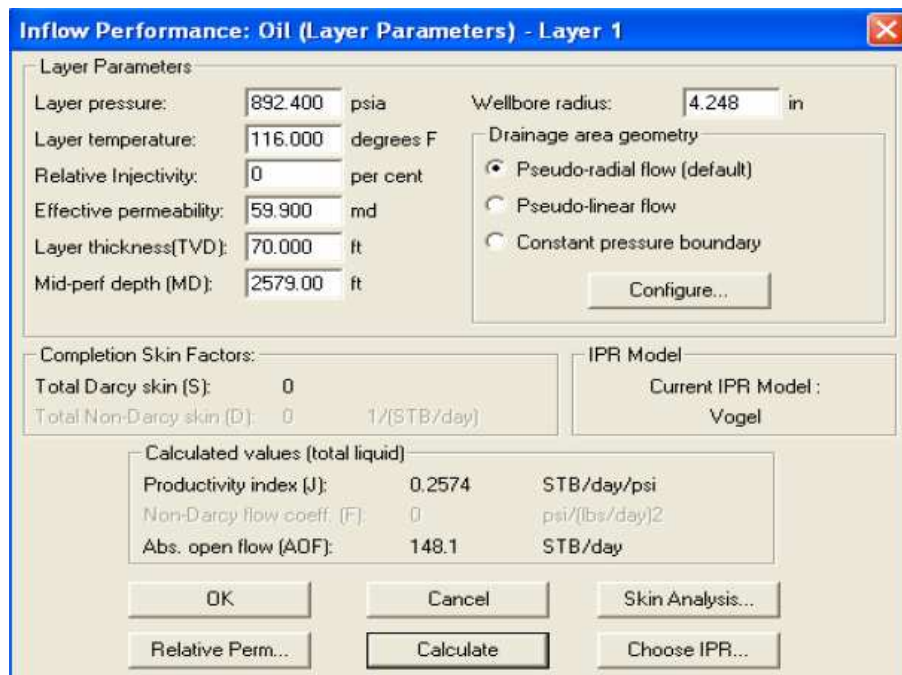 Inflow Performance: Oil (Layer Parameters) - Layer 1
Layer Parameters
Layer pressure: 892.400 psia
Layer temperature: 116.000 degrees F
Relative Injectivity: 0 per cent
Effective permeability: 59.900 md
Layer thickness(TVD): 70.000 ft
Mid-perf depth (MD): 2579.00 ft
Wellbore radius: 4.248 in
Drainage area geometry
Pseudo-radial flow (default)
Pseudo-linear flow
Constant pressure boundary
Configure...
Completion Skin Factors:
Total Darcy skin (S): 0
Total Non-Darcy skin (D): 0 1/(STB/day)
IPR Model
Current IPR Model :
Vogel
Calculated values (total liquid)
Productivity index (J): 0.2574 STB/day/psi
Non-Darcy flow coeff. (F): 0 psi/(lbs/day)2
Abs. open flow (AOF): 148.1 STB/day
OK Cancel Skin Analysis...
Relative Perm... Calculate Choose IPR...